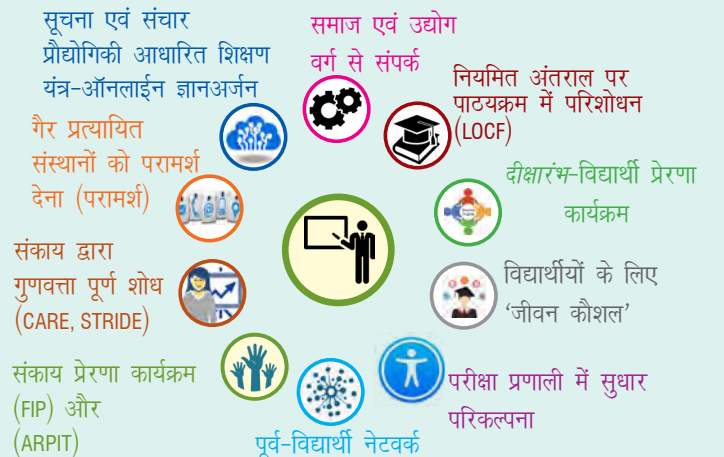 सूचना एवं संचार
प्रौद्योगिकी आधारित शिक्षण
यंत्र-ऑनलाईन ज्ञानअर्जन
समाज एवं उद्योग
वर्ग से संपर्क
नियमित अंतराल पर
पाठयक्रम में परिशोधन
(LOCF)
दीक्षारंभ-विद्यार्थी प्रेरणा
कार्यक्रम
विद्यार्थीयों के लिए
‘जीवन कौशल’
परीक्षा प्रणाली में सुधार
परिकल्पना
पूर्व-विद्यार्थी नेटवर्क
संकाय प्रेरणा कार्यक्रम
(FIP) और
(ARPIT)
संकाय द्वारा
गुणवत्ता पूर्ण शोध
(CARE, STRIDE)
गैर प्रत्यायित
संस्थानों को परामर्श
देना (परामर्श)